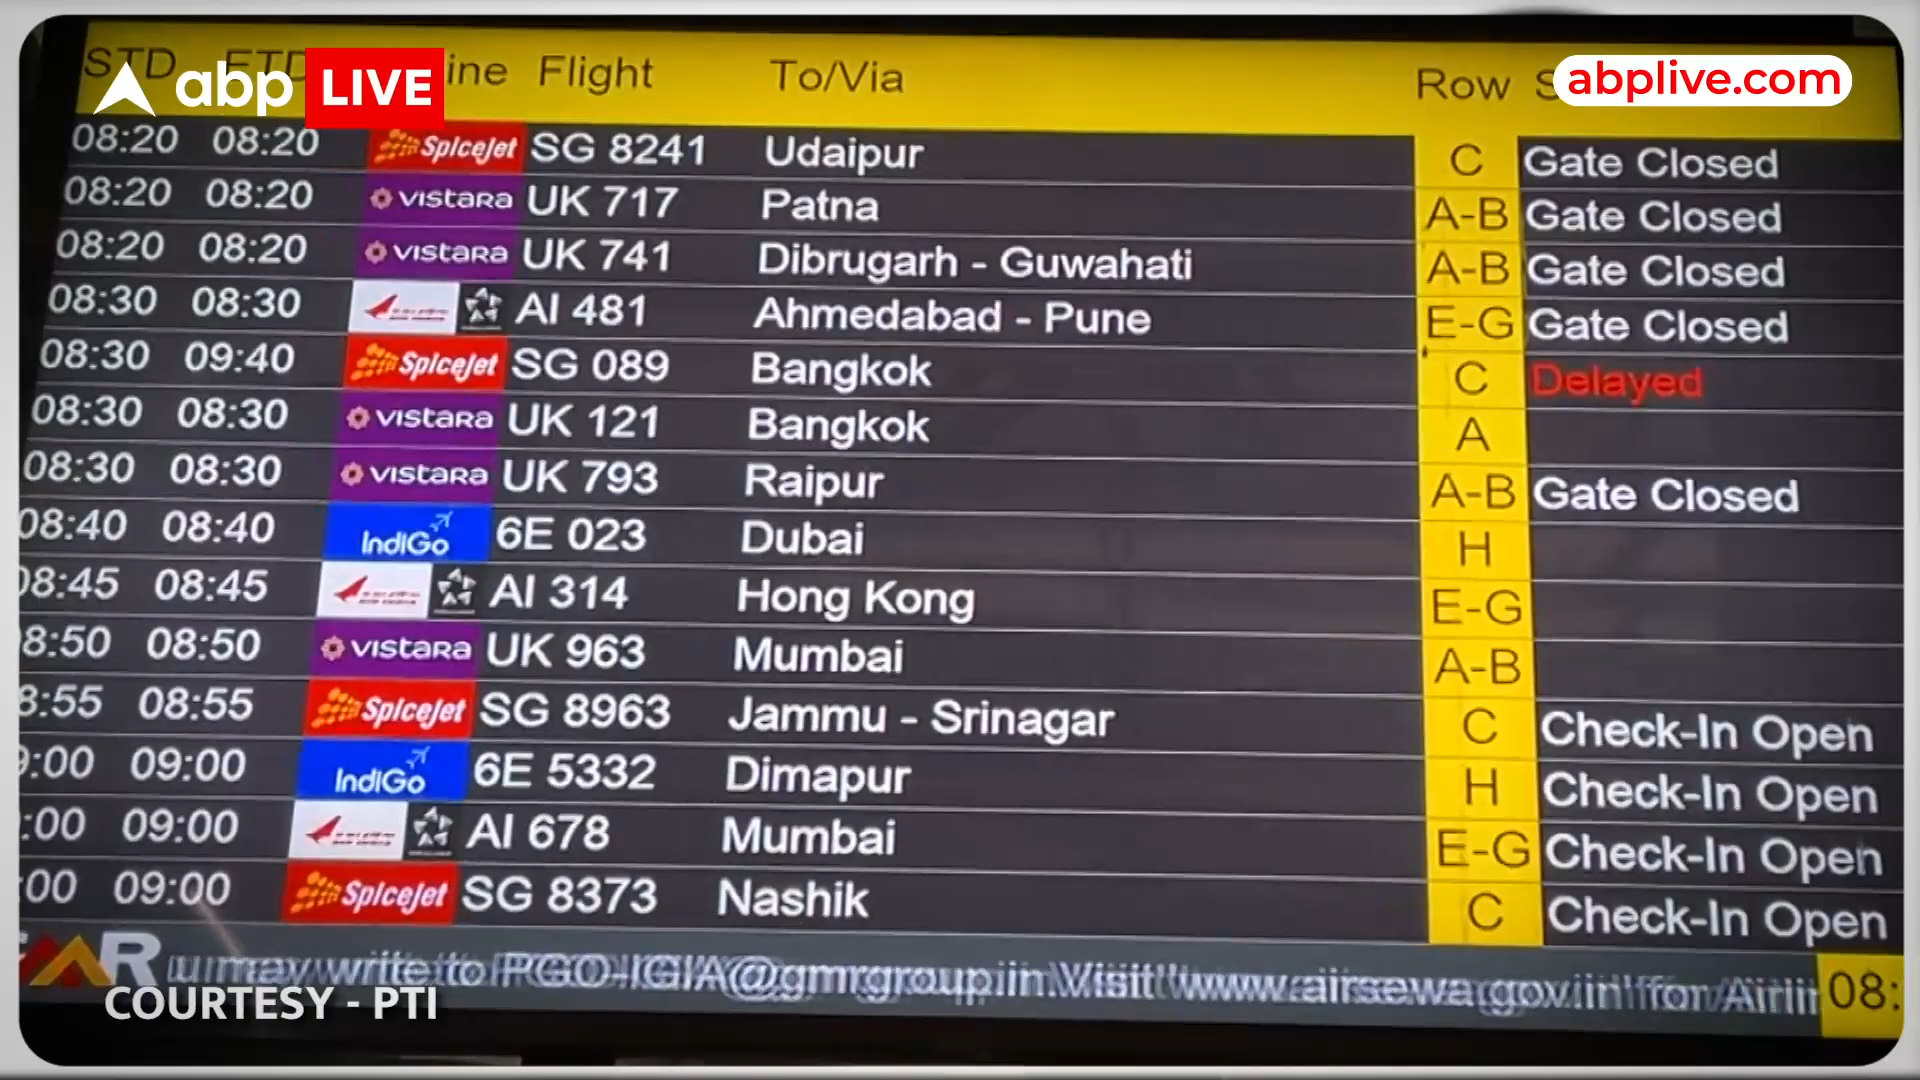 STD ETD ine Flight To/Via Row S
abp LIVE
abplive.com
08:20 08:20 SpiceJet SG 8241 Udaipur C Gate Closed
08:20 08:20 vistara UK 717 Patna A-B Gate Closed
08:20 08:20 vistara UK 741 Dibrugarh - Guwahati A-B Gate Closed
08:30 08:30 AI 481 Ahmedabad - Pune E-G Gate Closed
08:30 09:40 SpiceJet SG 089 Bangkok C Delayed
08:30 08:30 vistara UK 121 Bangkok A
08:30 08:30 vistara UK 793 Raipur A-B Gate Closed
08:40 08:40 IndiGo 6E 023 Dubai H
08:45 08:45 AI 314 Hong Kong E-G
8:50 08:50 vistara UK 963 Mumbai A-B
8:55 08:55 SpiceJet SG 8963 Jammu - Srinagar C Check-In Open
:00 09:00 IndiGo 6E 5332 Dimapur H Check-In Open
:00 09:00 AI 678 Mumbai E-G Check-In Open
:00 09:00 SpiceJet SG 8373 Nashik C Check-In Open
u may write to PGO-IGIA@gmrgroup.in. Visit 'www.airsewa.gov.in' for Airlin 08:
COURTESY - PTI